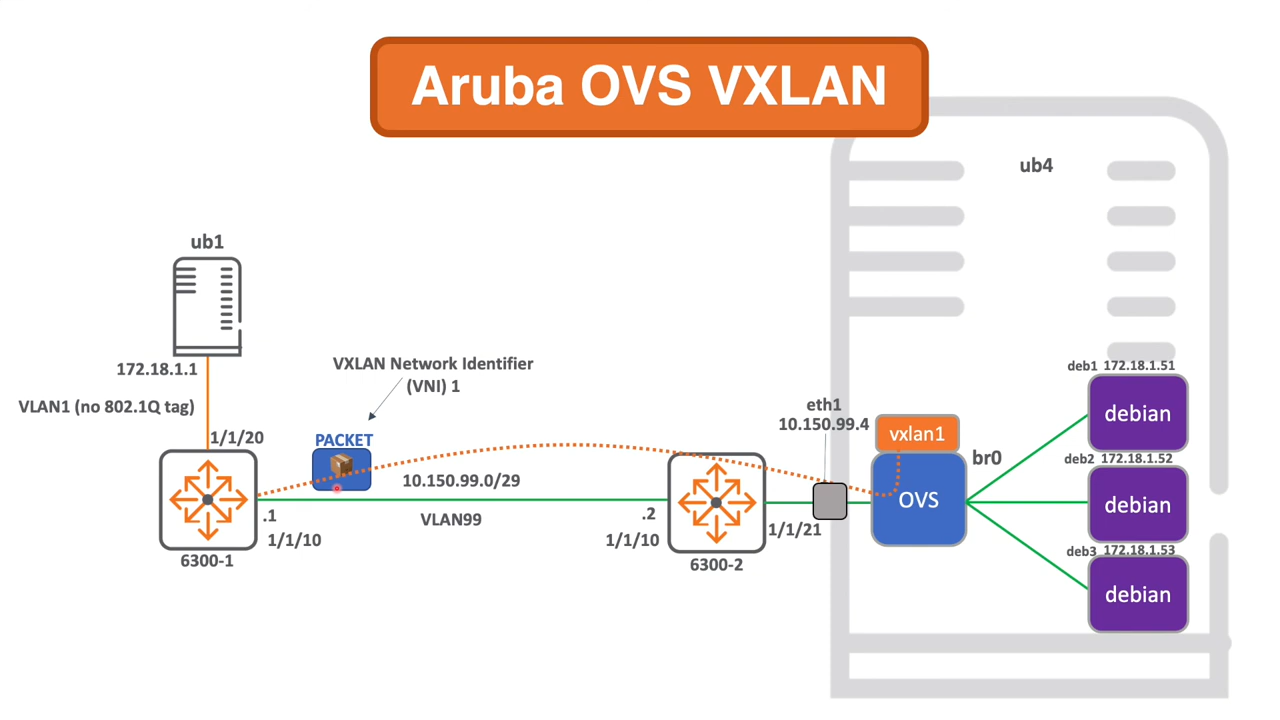 Aruba OVS VXLAN
ub4
ub1
172.18.1.1
VLAN1 (no 802.1Q tag)
1/1/20
VXLAN Network Identifier
(VNI) 1
PACKET
10.150.99.0/29
VLAN99
.1
1/1/10
6300-1
.2
1/1/10
6300-2
1/1/21
eth1
10.150.99.4
vxlan1
OVS
br0
deb1 172.18.1.51
debian
deb2 172.18.1.52
debian
deb3 172.18.1.53
debian